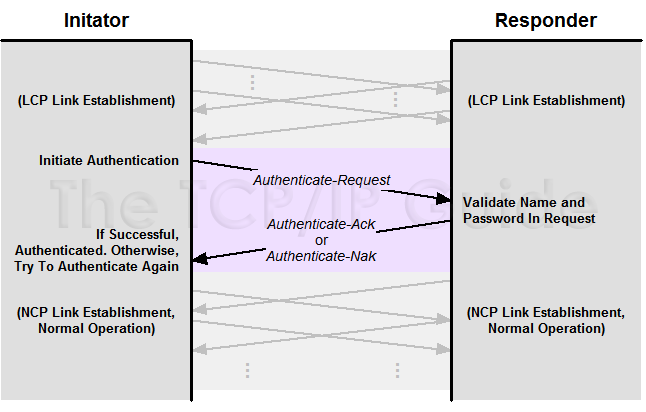 Initator
Responder
(LCP Link Establishment)
(LCP Link Establishment)
Initiate Authentication
Authenticate-Request
The TCP/IP Guide
Validate Name and
Password In Request
Authenticate-Ack
or
Authenticate-Nak
If Successful,
Authenticated. Otherwise,
Try To Authenticate Again
(NCP Link Establishment,
Normal Operation)
(NCP Link Establishment,
Normal Operation)